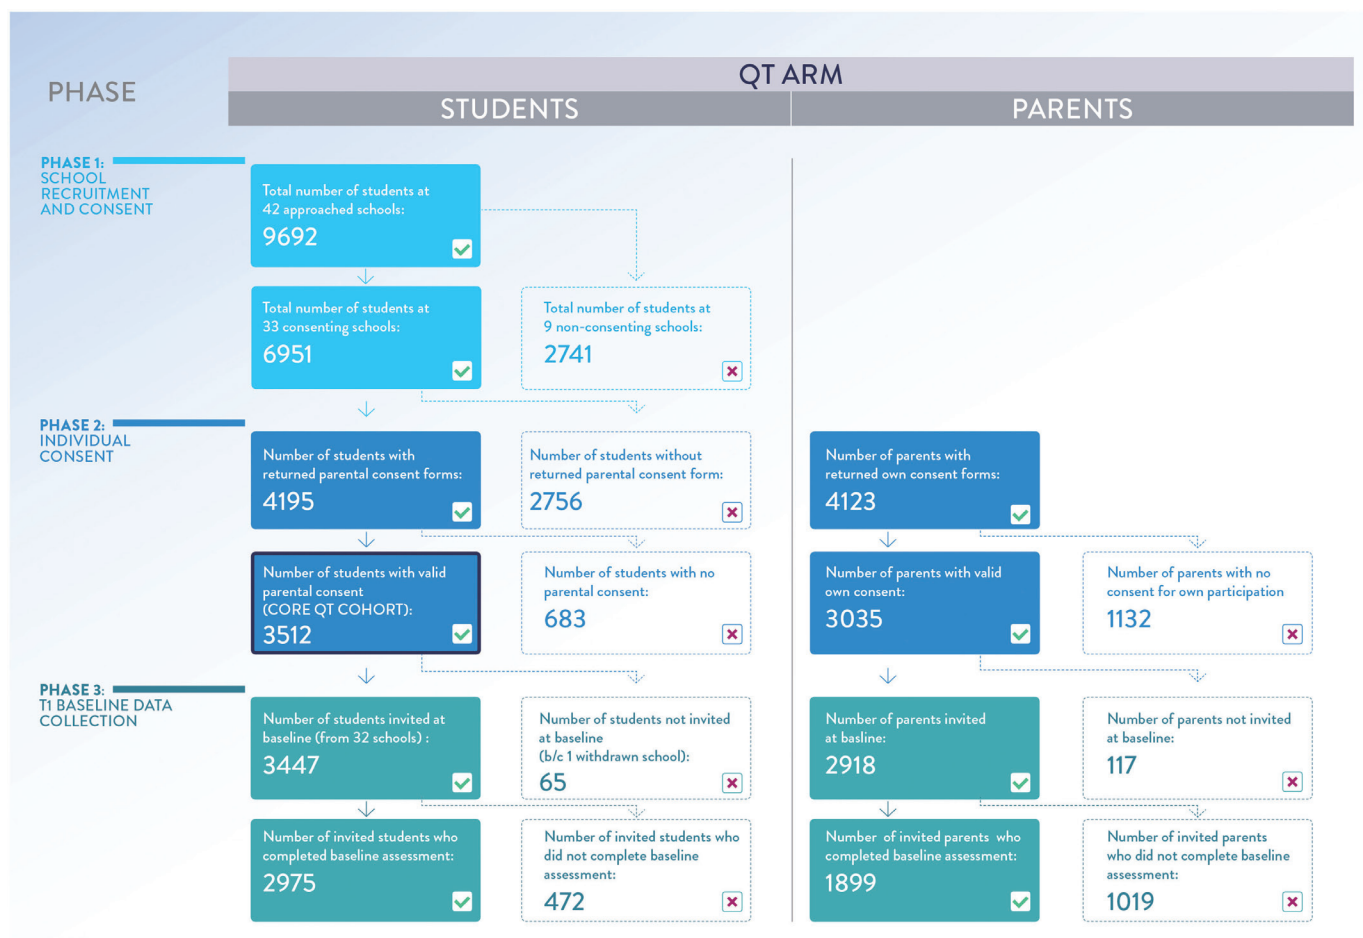 PHASE
QT ARM
STUDENTS
PARENTS
PHASE 1:
SCHOOL
RECRUITMENT
AND CONSENT
Total number of students at
42 approached schools:
9692
Total number of students at
33 consenting schools:
6951
Total number of students at
9 non-consenting schools:
2741
PHASE 2:
INDIVIDUAL
CONSENT
Number of students with
returned parental consent forms:
4195
Number of students without
returned parental consent form:
2756
Number of parents with
returned own consent forms:
4123
Number of students with valid
parental consent
(CORE QT COHORT):
3512
Number of students with no
parental consent:
683
Number of parents with valid
own consent:
3035
Number of parents with no
consent for own participation
1132
PHASE 3:
T1 BASELINE DATA
COLLECTION
Number of students invited at
baseline (from 32 schools) :
3447
Number of students not invited
at baseline
(b/c 1 withdrawn school):
65
Number of parents invited
at basline:
2918
Number of parents not invited
at baseline:
117
Number of invited students who
completed baseline assessment:
2975
Number of invited students who
did not complete baseline
assessment:
472
Number of invited parents who
completed baseline assessment:
1899
Number of invited parents
who did not complete baseline
assessment:
1019